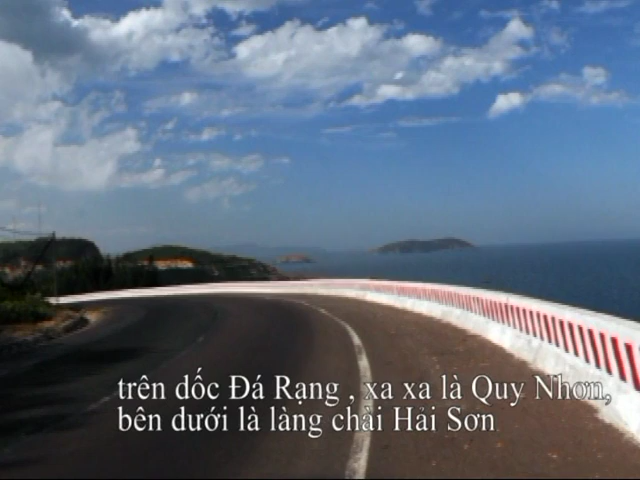 trên dốc Đá Rạng , xa xa là Quy Nhơn,
bên dưới là làng chài Hải Sơn